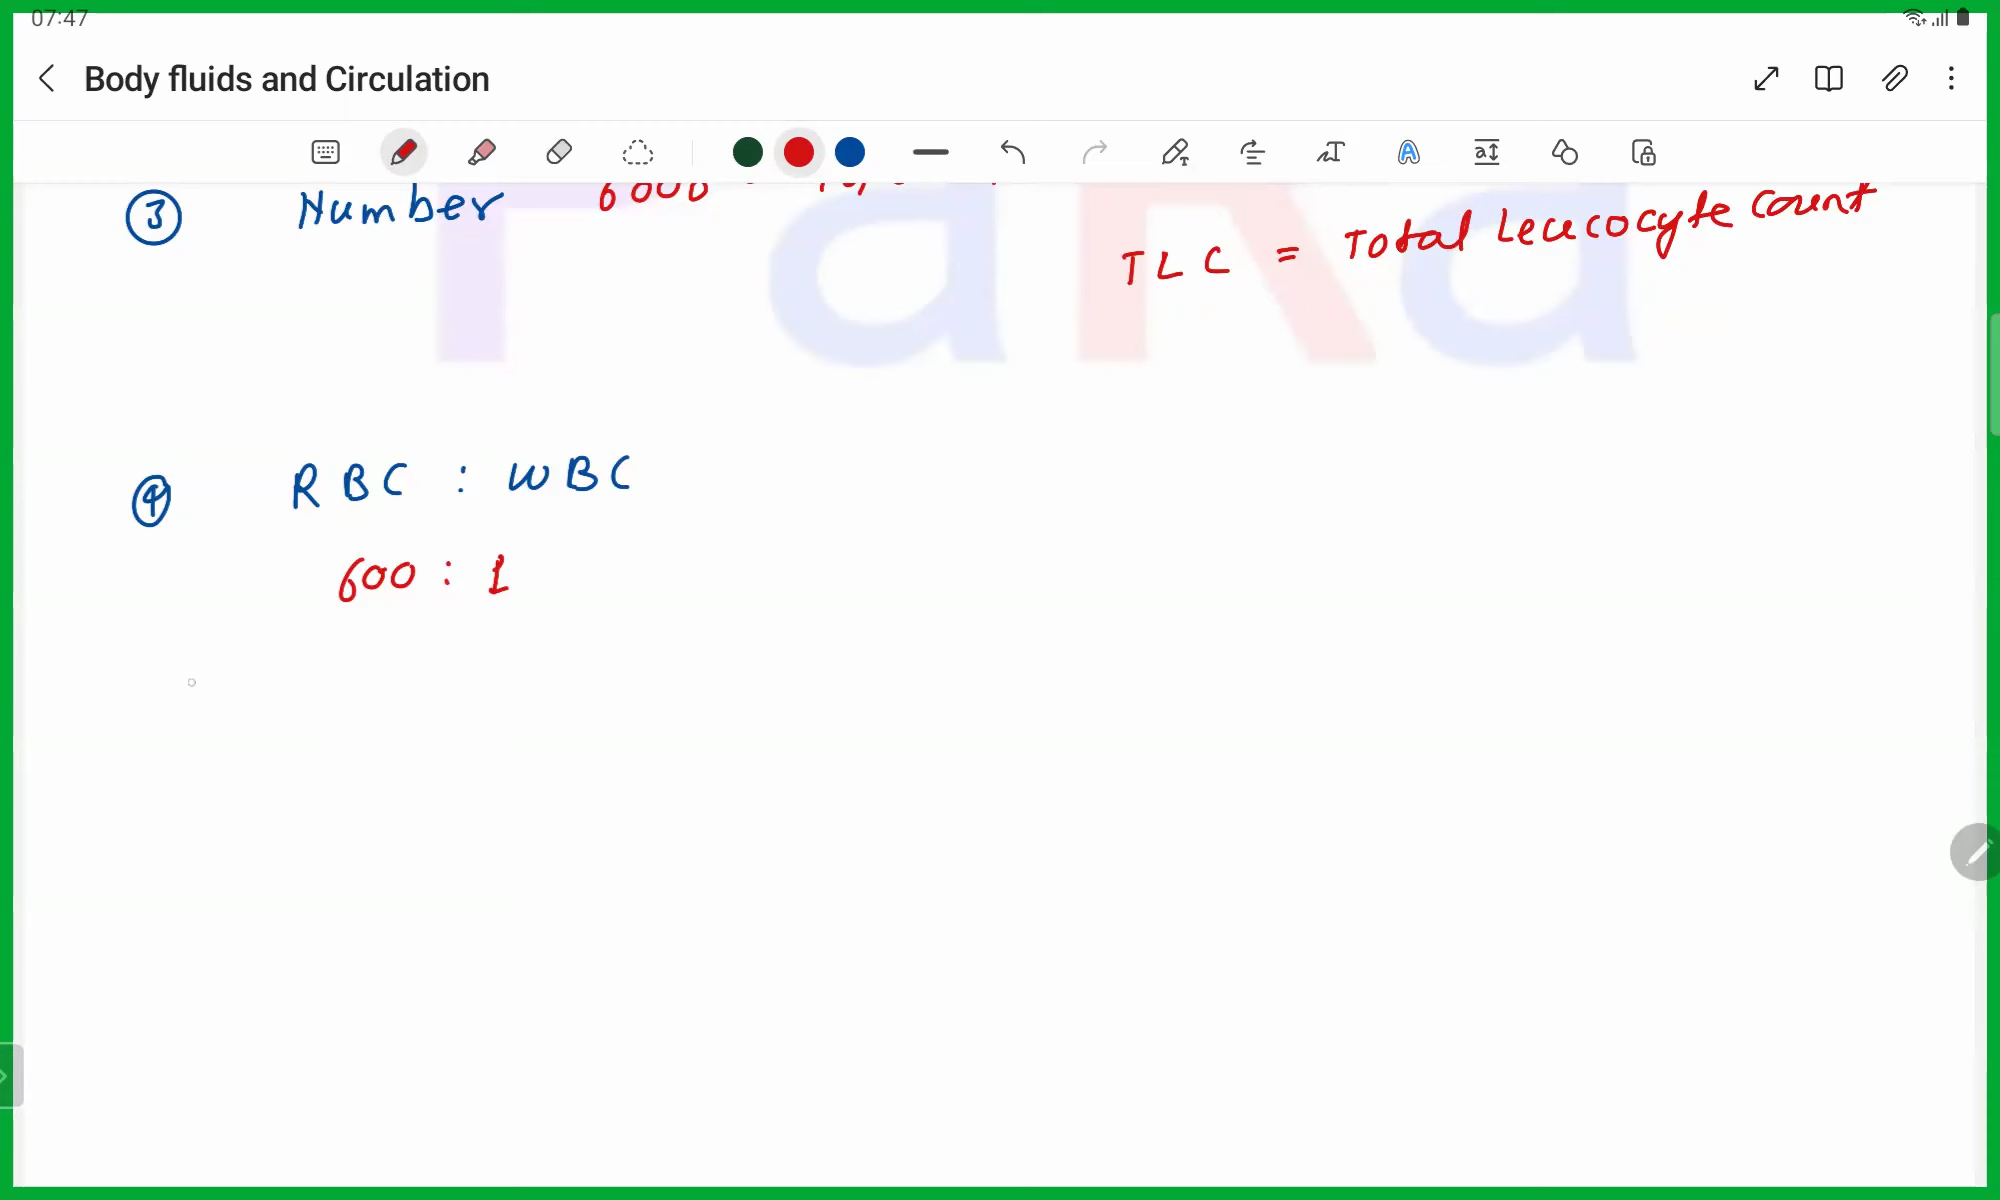 07:47
Body fluids and Circulation
③ Number 6000
TLC = Total Leucocyte Count
④ RBC : WBC
600 : 1